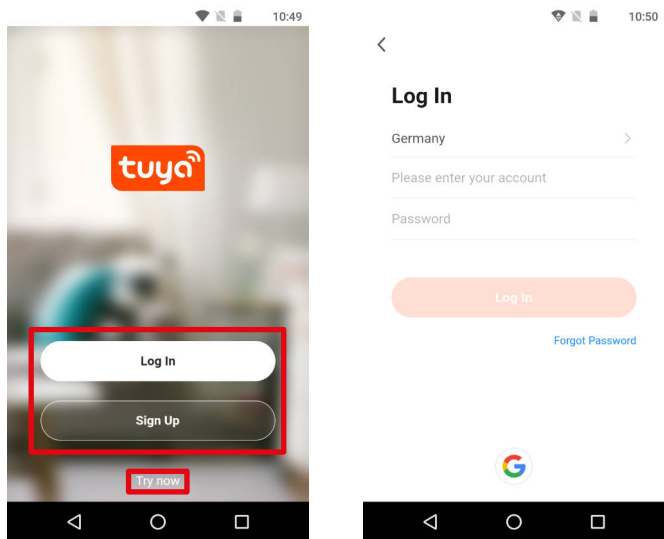 10:49
tuya
Log In
Sign Up
Try now
10:50
Log In
Germany
Please enter your account
Password
Log In
Forgot Password
G